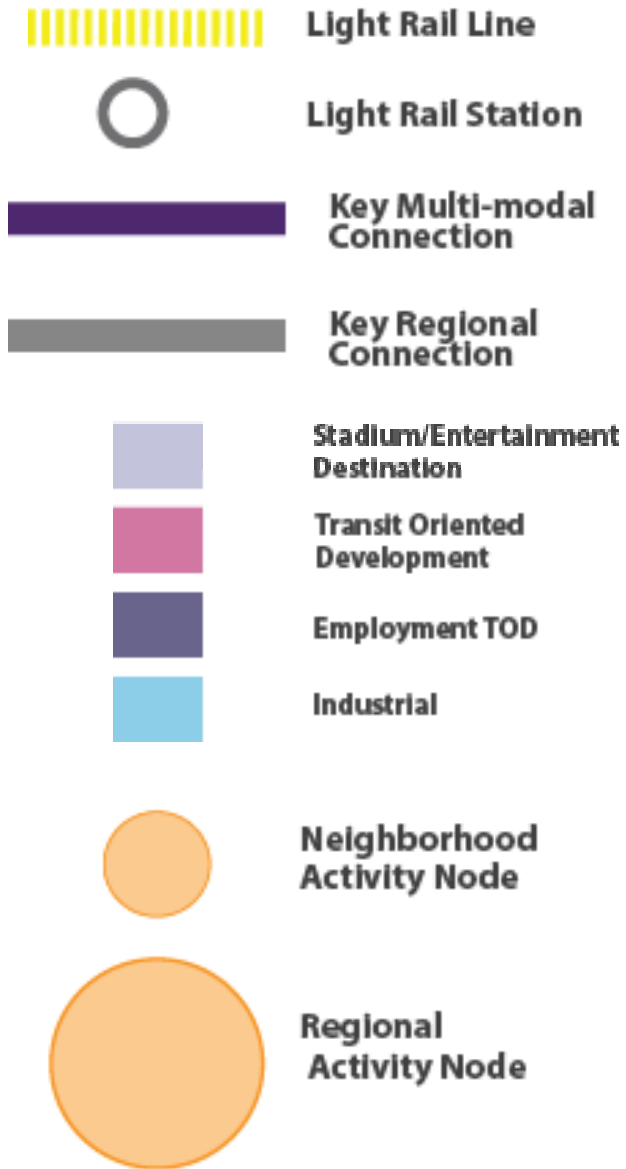 Light Rail Line
Light Rail Station
Key Multi-modal
Connection
Key Regional
Connection
Stadium/Entertainment
Destination
Transit Oriented
Development
Employment TOD
Industrial
Neighborhood
Activity Node
Regional
Activity Node